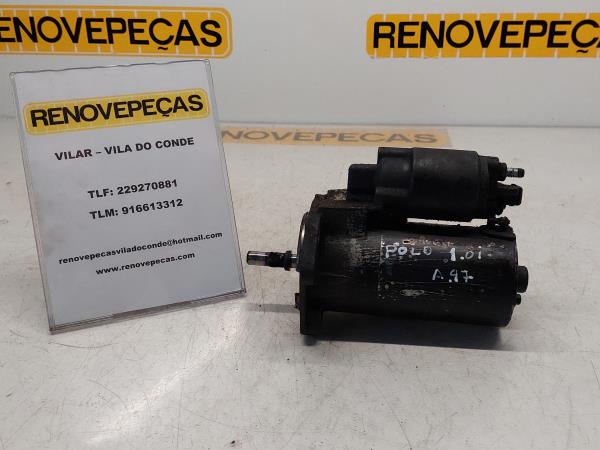 RENOVEPEÇAS
RENOVEPEÇAS
RENOVEPEÇAS
RENOVEPEÇAS
RENOVEPEÇAS
VILAR – VILA DO CONDE
TLF: 229270881
TLM: 916613312
renovepecasviladoconde@hotmail.com
www.renovepecas.com
POLO 1.0i
A.97